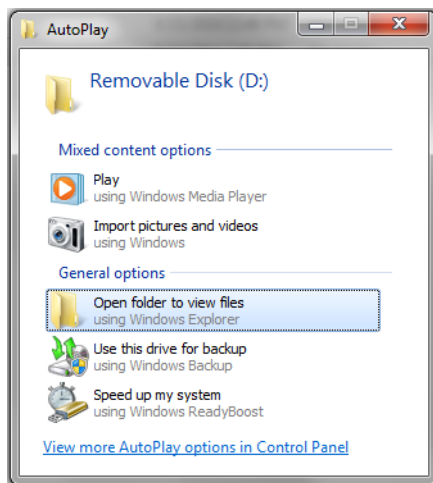 AutoPlay
Removable Disk (D:)
Mixed content options
Play
using Windows Media Player
Import pictures and videos
using Windows
General options
Open folder to view files
using Windows Explorer
Use this drive for backup
using Windows Backup
Speed up my system
using Windows ReadyBoost
View more AutoPlay options in Control Panel